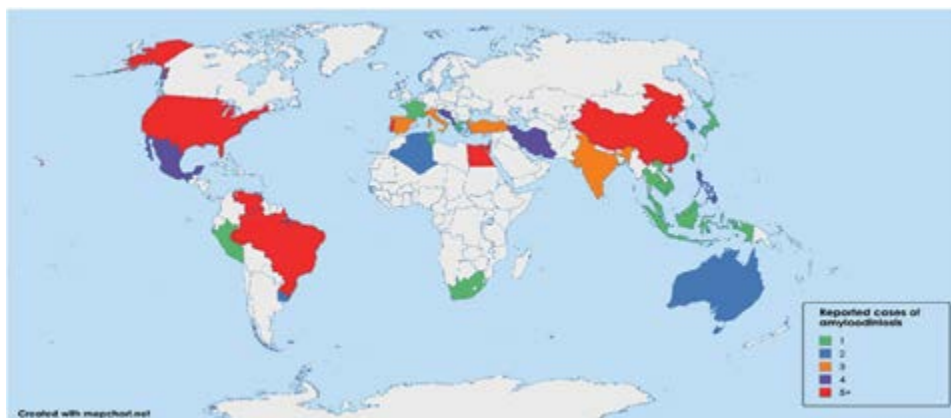 Reported cases of
amyloodiniosis
1
2
3
4
5+
Created with mapchart.net